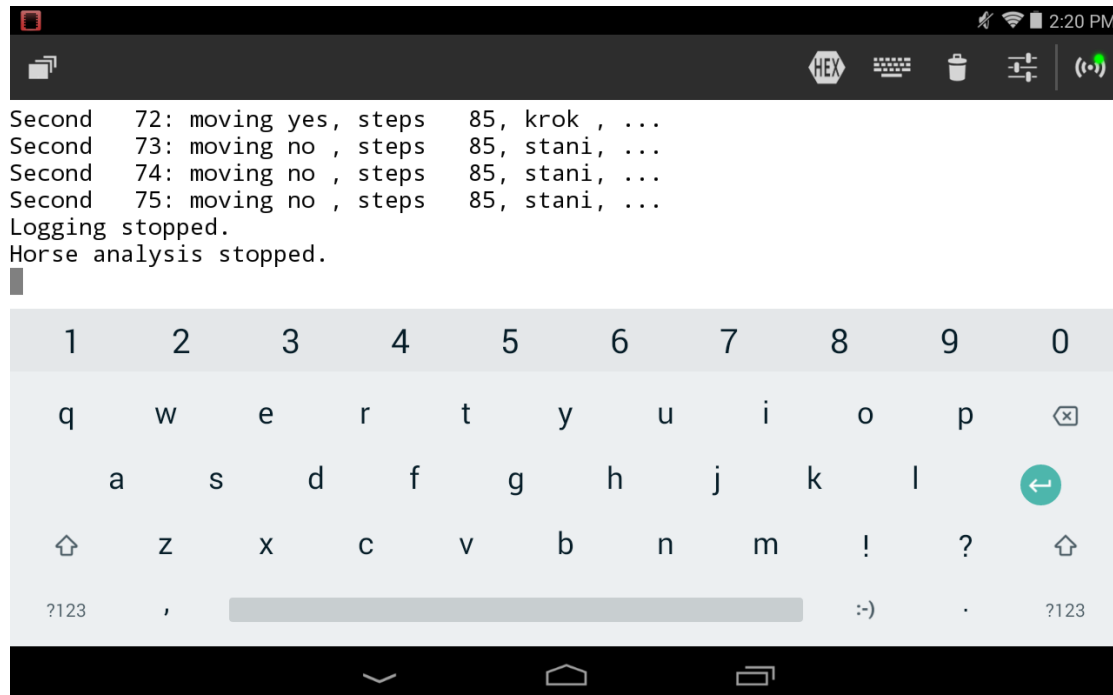 2:20 PM
HEX
Second   72: moving yes, steps   85, krok , ...
Second   73: moving no , steps   85, stani, ...
Second   74: moving no , steps   85, stani, ...
Second   75: moving no , steps   85, stani, ...
Logging stopped.
Horse analysis stopped.
1 2 3 4 5 6 7 8 9 0
q w e r t y u i o p
a s d f g h j k l
z x c v b n m ! ?
?123 , :-) . ?123